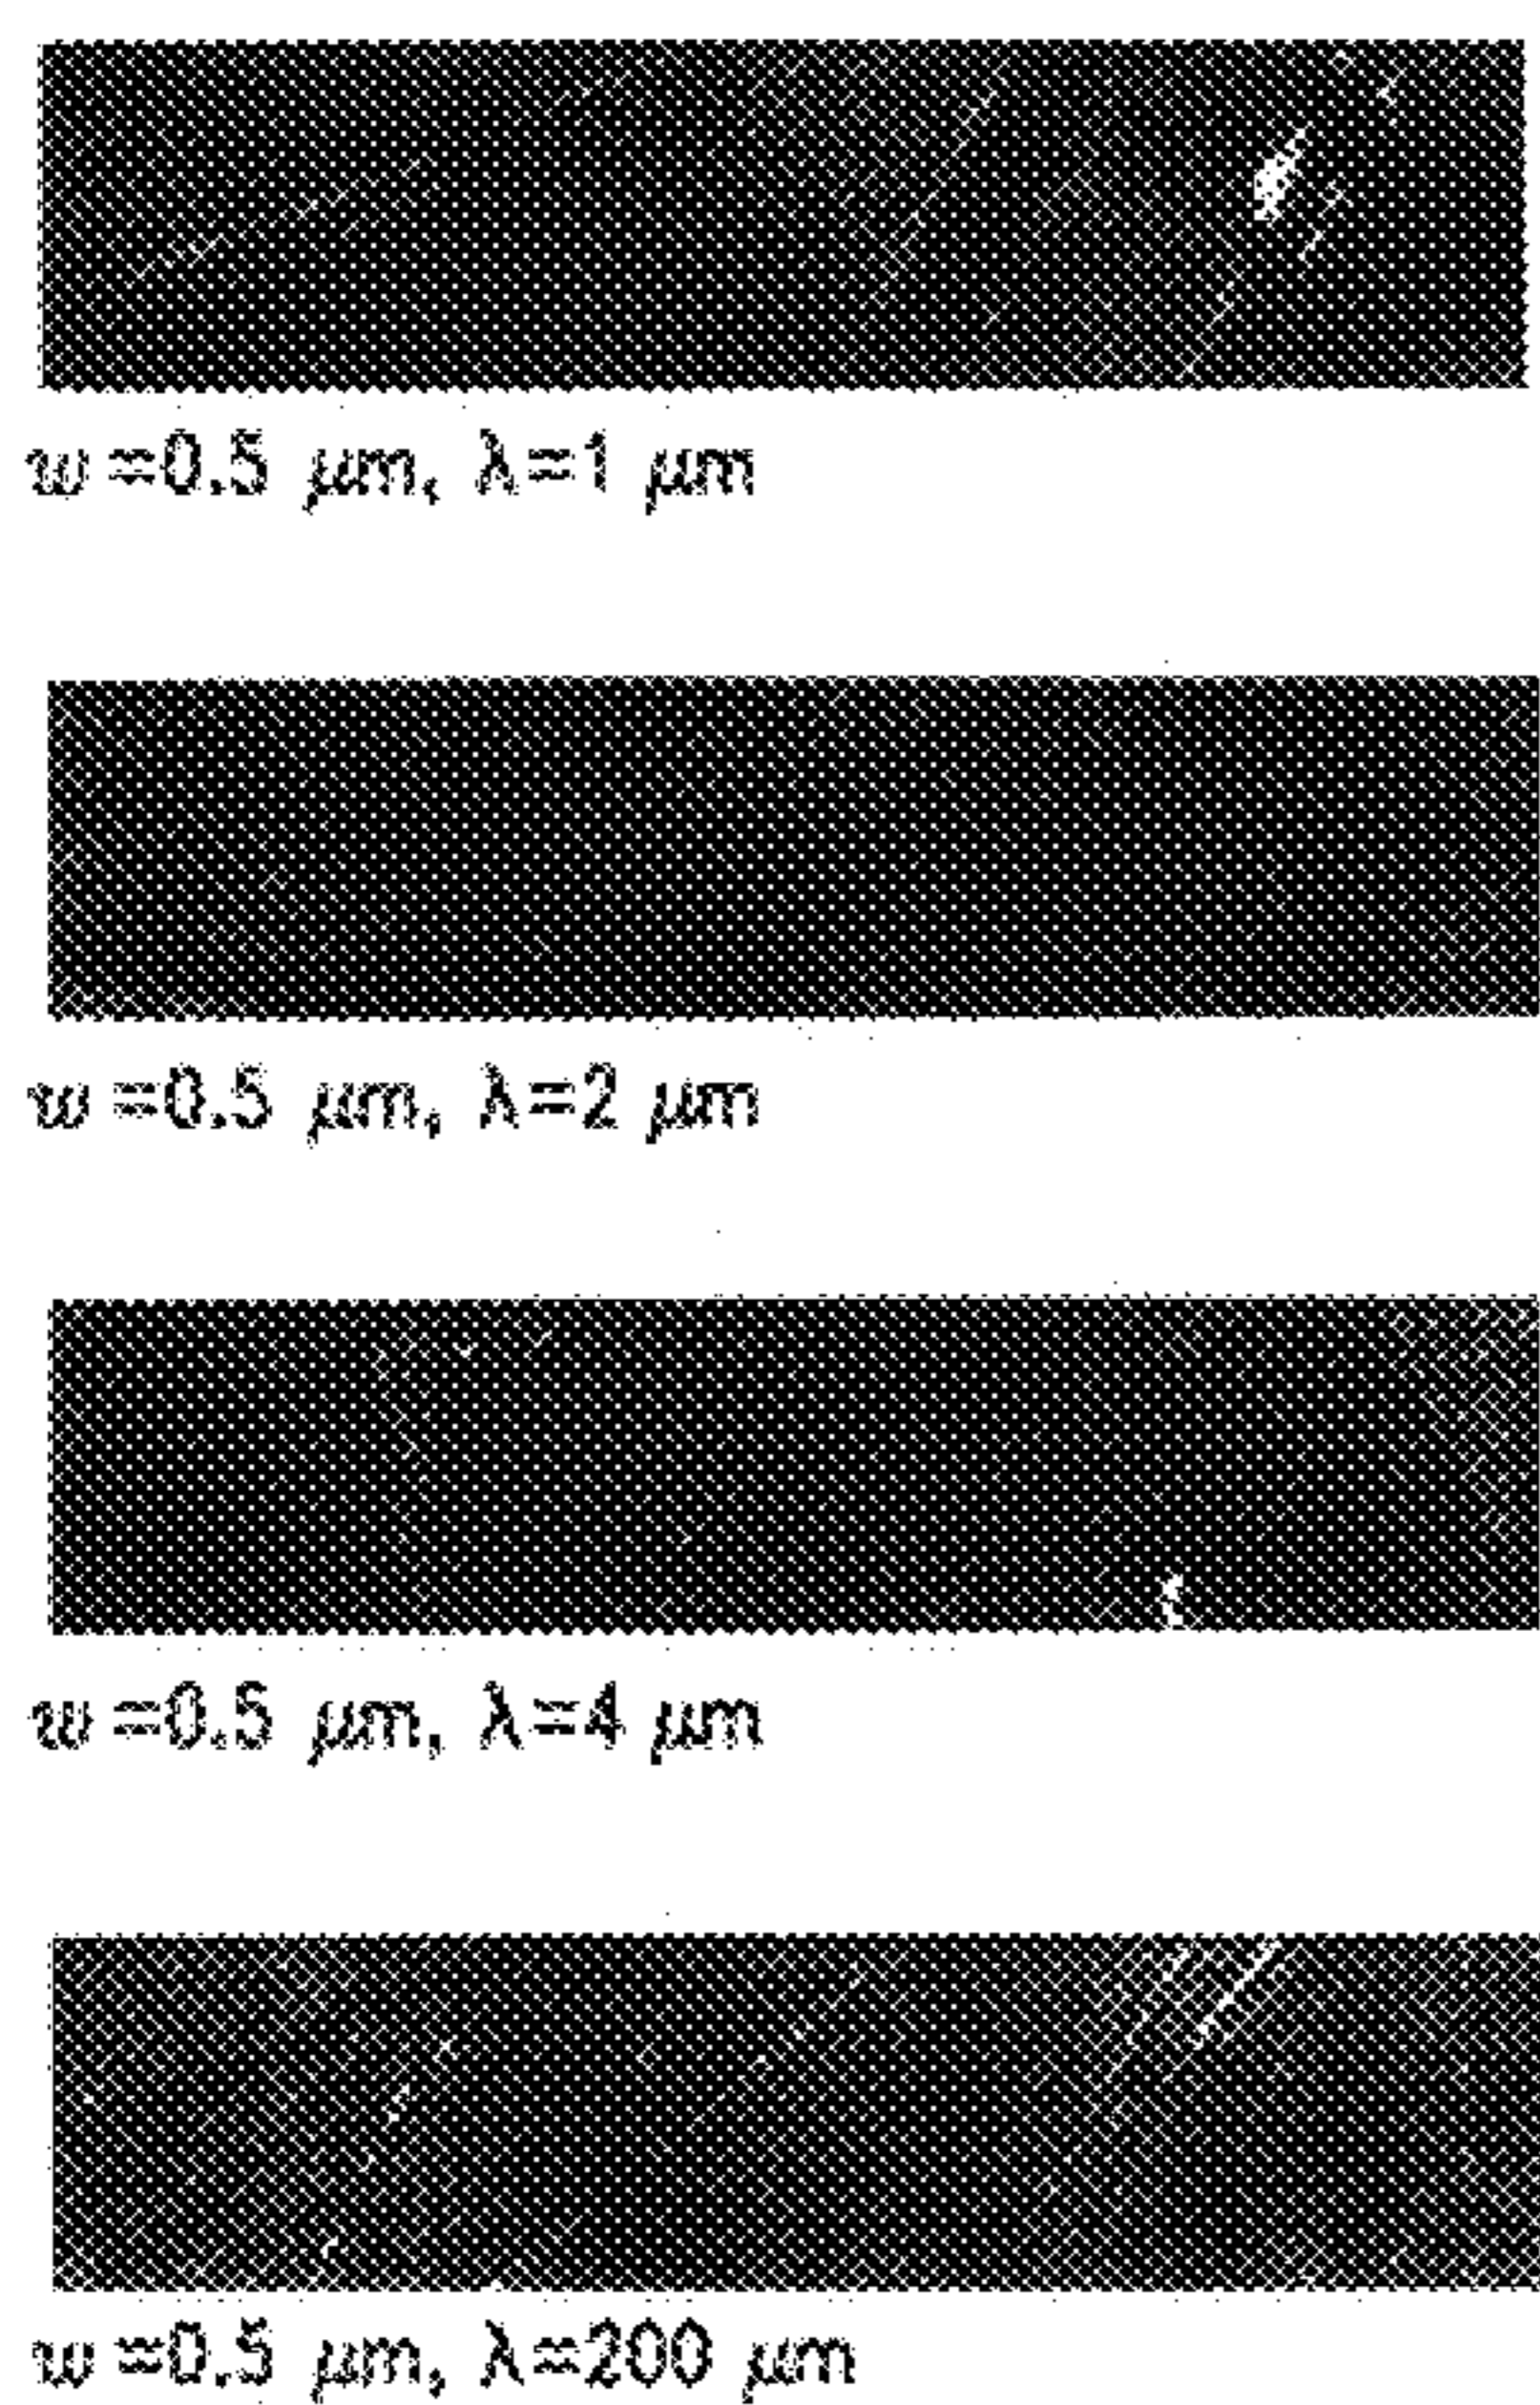 w =0.5 μm, λ=1 μm
w =0.5 μm, λ=2 μm
w =0.5 μm, λ=4 μm
w =0.5 μm, λ=200 μm